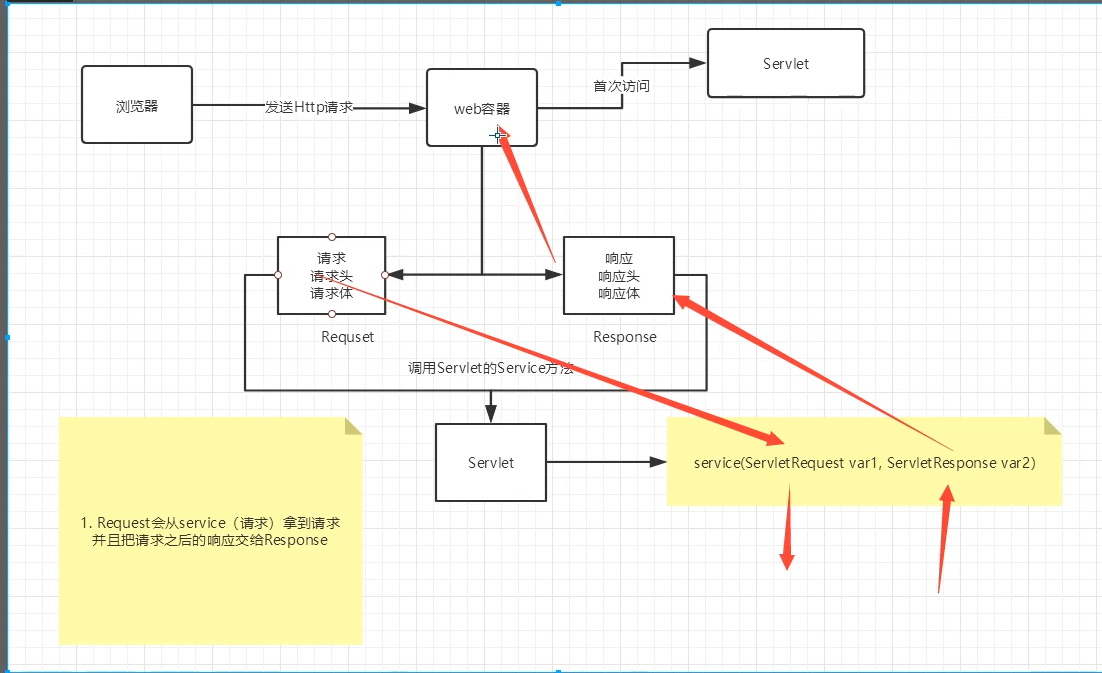 Servlet
首次访问
浏览器
发送Http请求
web容器
请求
请求头
请求体
响应
响应头
响应体
Requset
Response
调用Servlet的Service方法
Servlet
service(ServletRequest var1, ServletResponse var2)
1. Request会从service（请求）拿到请求
并且把请求之后的响应交给Response